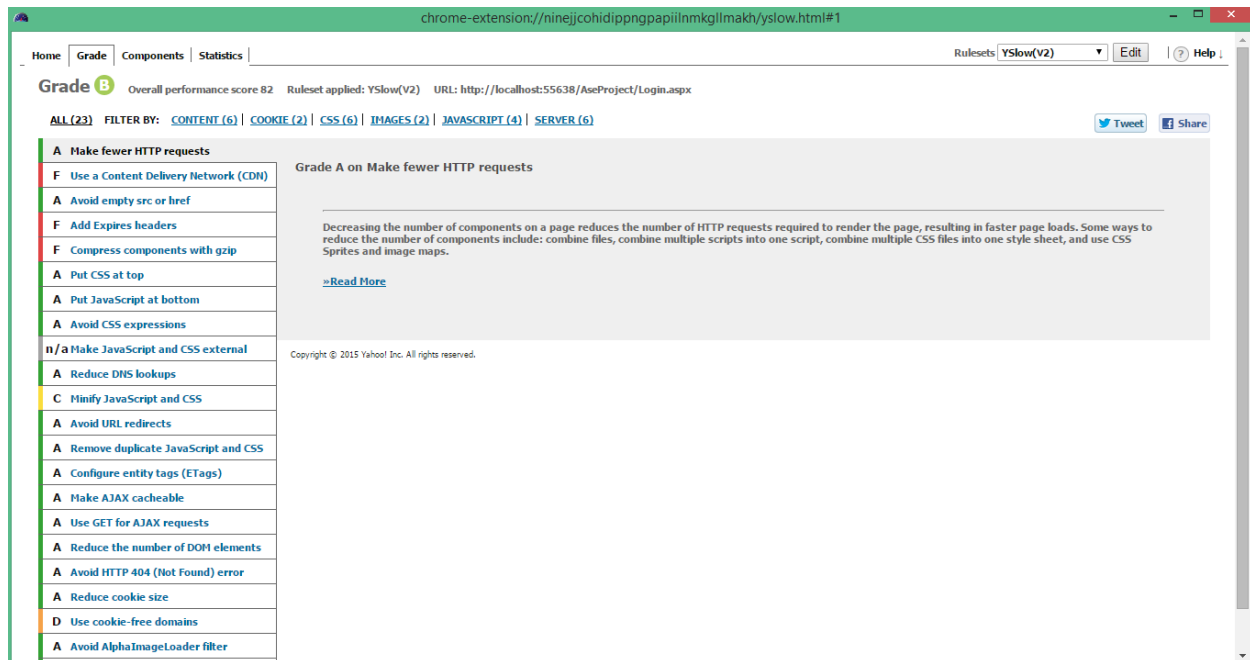 chrome-extension://ninejjcohidippngpapiilnmkgllmakh/yslow.html#1
Home Grade Components Statistics Rulesets YSlow(V2) Edit ? Help ↓
Grade B Overall performance score 82 Ruleset applied: YSlow(V2) URL: http://localhost:55638/AseProject/Login.aspx
ALL (23) FILTER BY: CONTENT (6) | COOKIE (2) | CSS (6) | IMAGES (2) | JAVASCRIPT (4) | SERVER (6) Tweet Share
A Make fewer HTTP requests
F Use a Content Delivery Network (CDN)
A Avoid empty src or href
F Add Expires headers
F Compress components with gzip
A Put CSS at top
A Put JavaScript at bottom
A Avoid CSS expressions
n/a Make JavaScript and CSS external
A Reduce DNS lookups
C Minify JavaScript and CSS
A Avoid URL redirects
A Remove duplicate JavaScript and CSS
A Configure entity tags (ETags)
A Make AJAX cacheable
A Use GET for AJAX requests
A Reduce the number of DOM elements
A Avoid HTTP 404 (Not Found) error
A Reduce cookie size
D Use cookie-free domains
A Avoid AlphaImageLoader filter
Grade A on Make fewer HTTP requests
Decreasing the number of components on a page reduces the number of HTTP requests required to render the page, resulting in faster page loads. Some ways to
reduce the number of components include: combine files, combine multiple scripts into one script, combine multiple CSS files into one style sheet, and use CSS
Sprites and image maps.
»Read More
Copyright © 2015 Yahoo! Inc. All rights reserved.